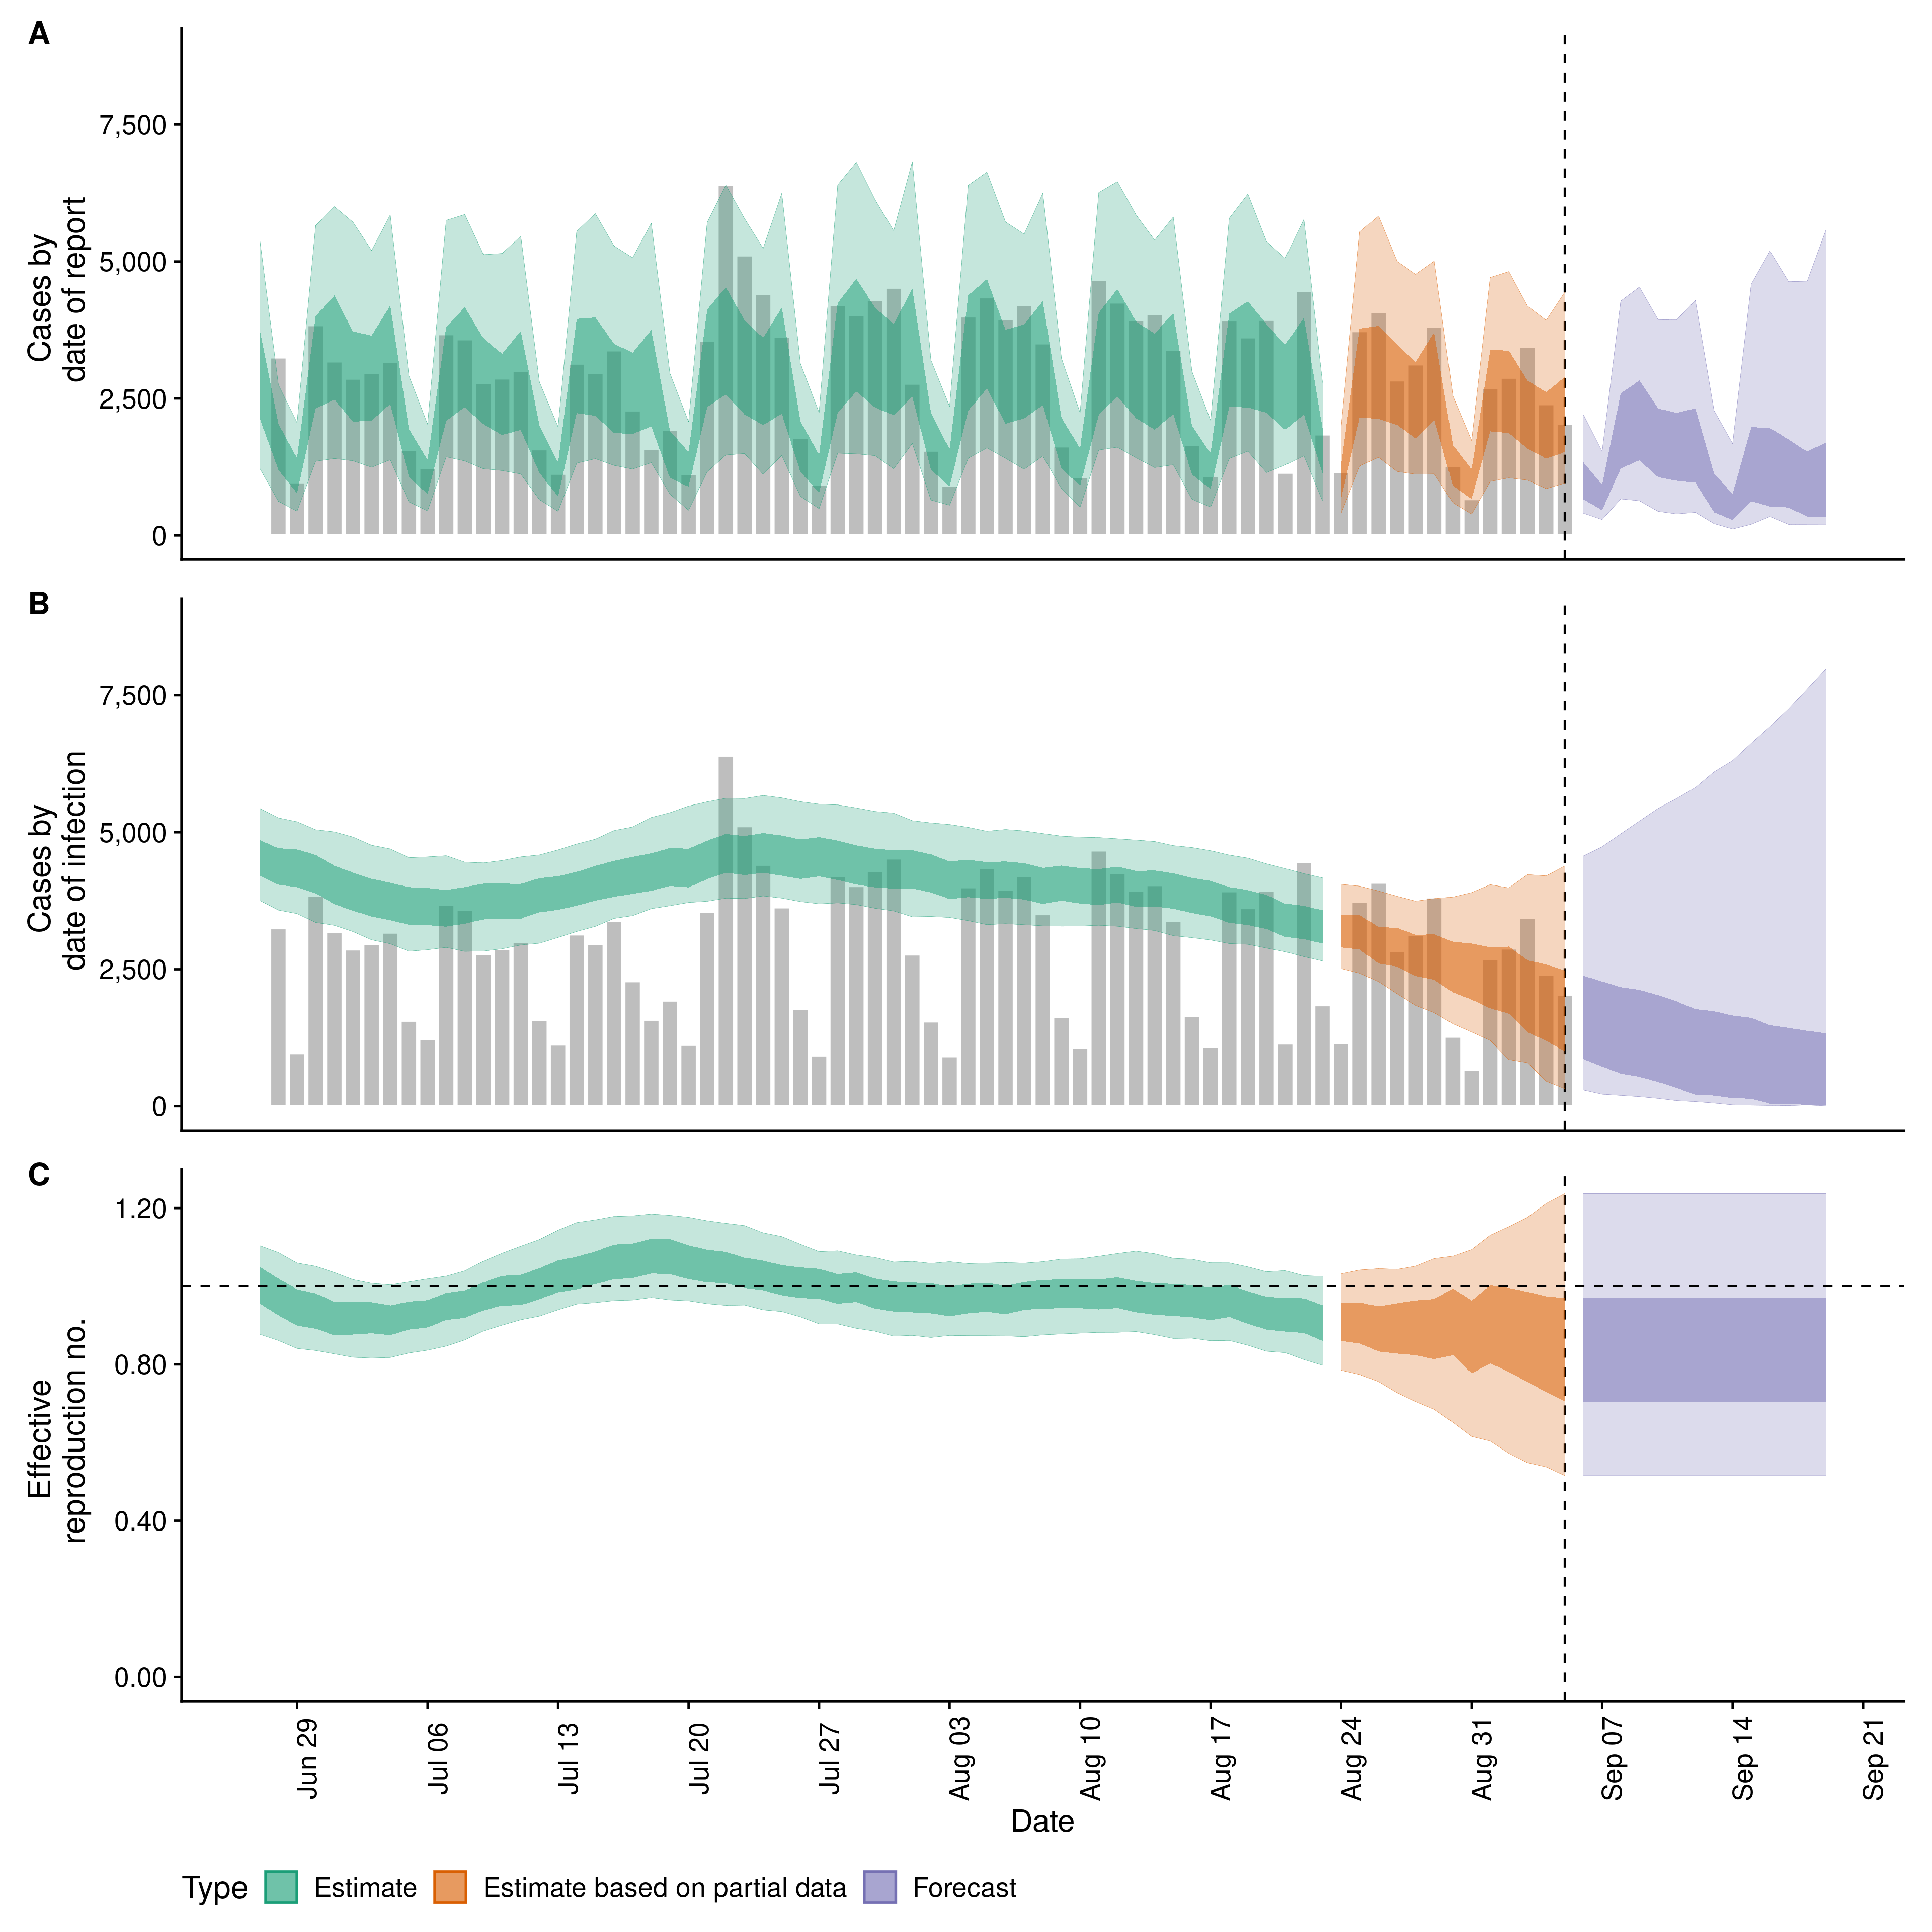 A
7,500
5,000
2,500
0
Cases by
date of report
B
7,500
5,000
2,500
0
Cases by
date of infection
C
1.20
0.80
0.40
0.00
Effective
reproduction no.
Jun 29
Jul 06
Jul 13
Jul 20
Jul 27
Aug 03
Aug 10
Aug 17
Aug 24
Aug 31
Sep 07
Sep 14
Sep 21
Date
Type Estimate Estimate based on partial data Forecast